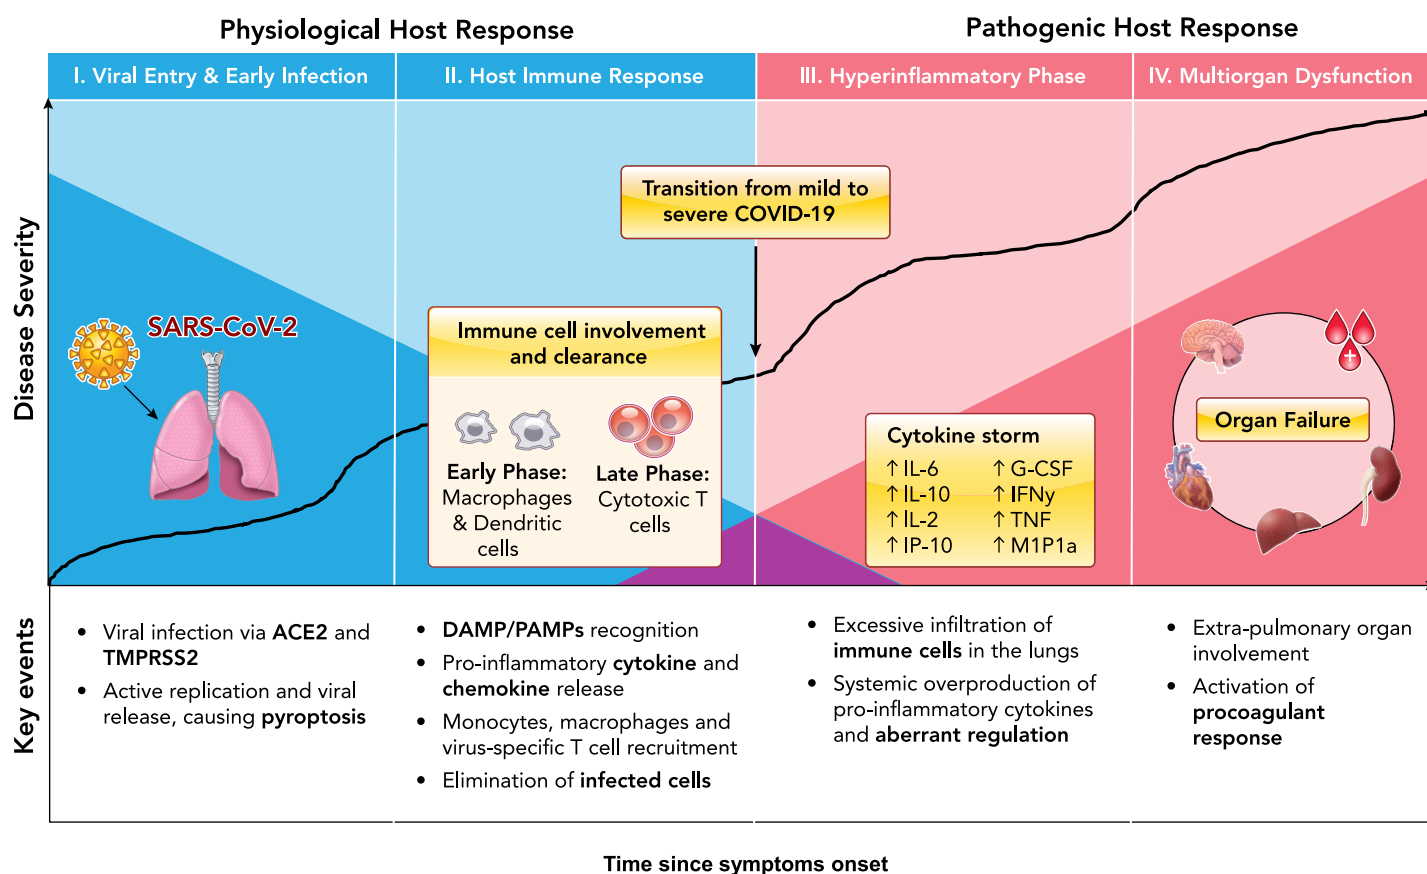 Physiological Host Response
Pathogenic Host Response
I. Viral Entry & Early Infection
II. Host Immune Response
III. Hyperinflammatory Phase
IV. Multiorgan Dysfunction
Disease Severity
SARS-CoV-2
Immune cell involvement
and clearance
Early Phase:
Macrophages
& Dendritic
cells
Late Phase:
Cytotoxic T
cells
Transition from mild to
severe COVID-19
Cytokine storm
↑ IL-6
↑ IL-10
↑ IL-2
↑ IP-10
↑ G-CSF
↑ IFNy
↑ TNF
↑ M1P1a
Organ Failure
Key events
• Viral infection via ACE2 and
TMPRSS2
• Active replication and viral
release, causing pyroptosis
• DAMP/PAMPs recognition
• Pro-inflammatory cytokine and
chemokine release
• Monocytes, macrophages and
virus-specific T cell recruitment
• Elimination of infected cells
• Excessive infiltration of
immune cells in the lungs
• Systemic overproduction of
pro-inflammatory cytokines
and aberrant regulation
• Extra-pulmonary organ
involvement
• Activation of
procoagulant
response
Time since symptoms onset